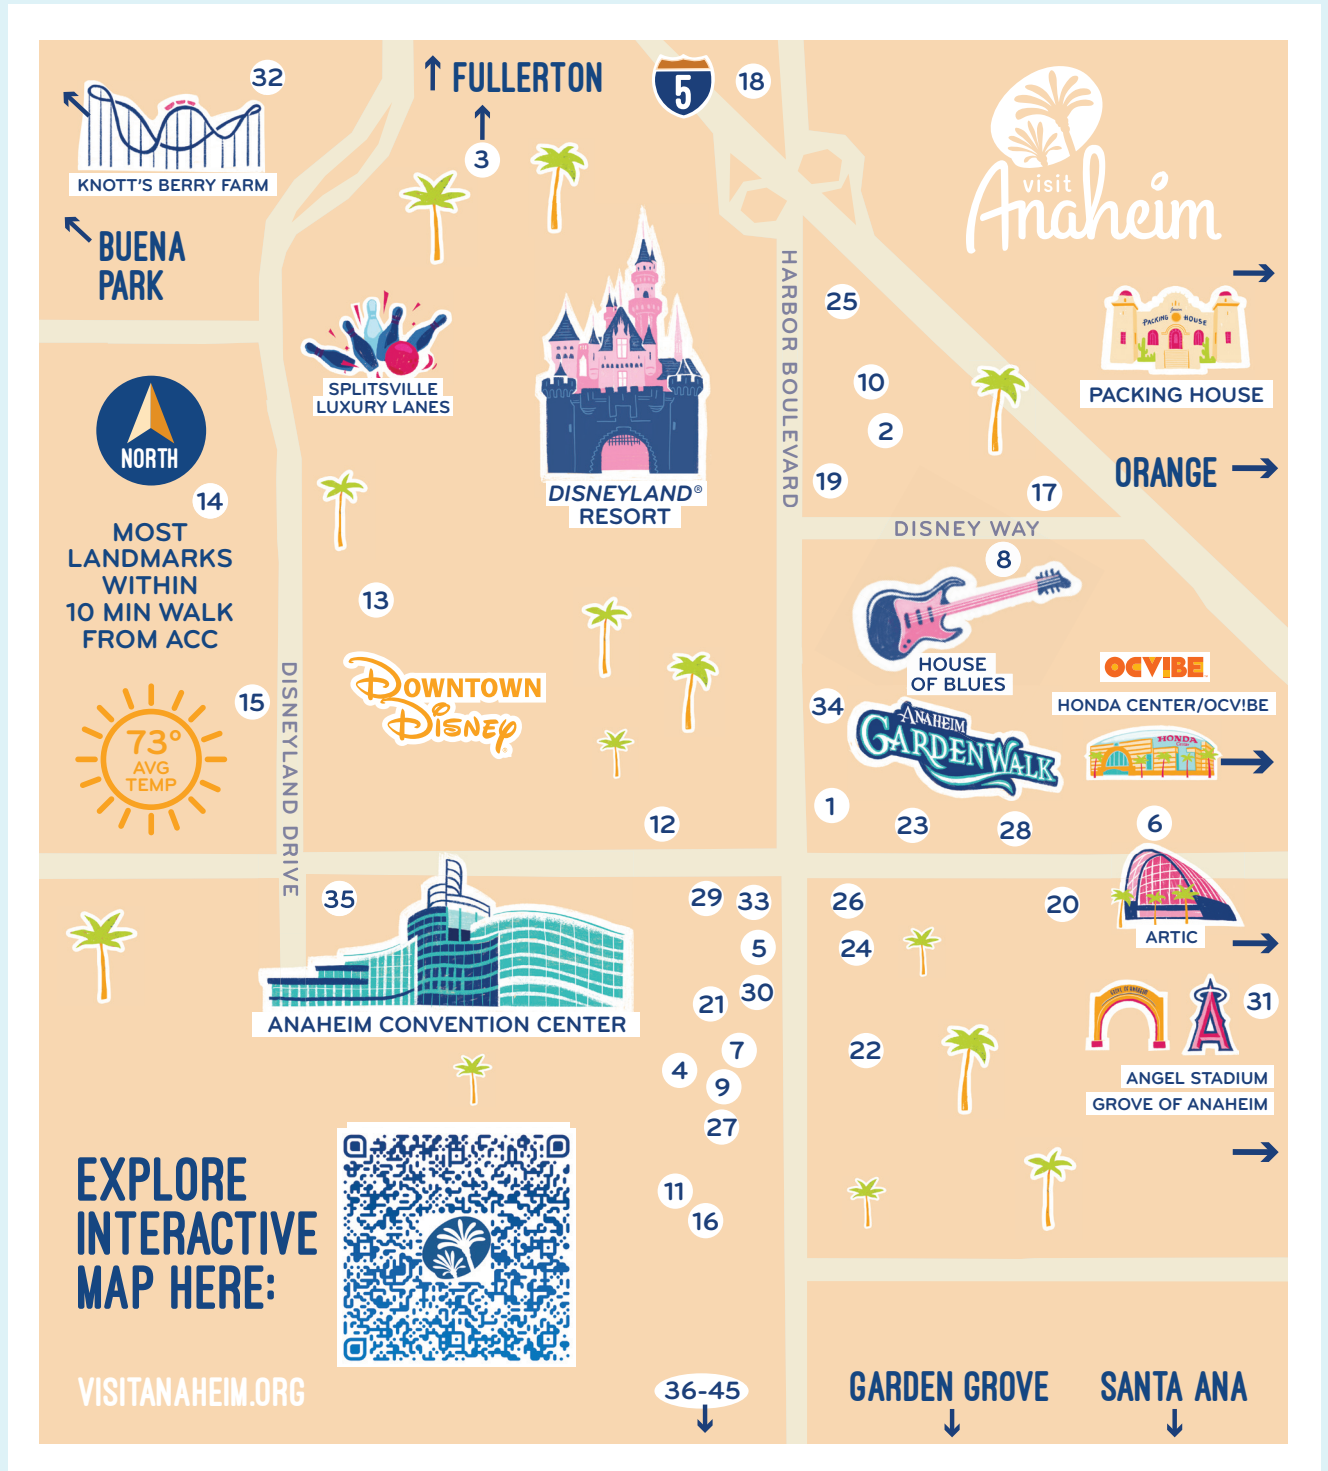 32
↑ FULLERTON
5
18
3
KNOTT'S BERRY FARM
visit
Anaheim
BUENA
PARK
HARBOR BOULEVARD
25
PACKING HOUSE
PACKING HOUSE
SPLITSVILLE
LUXURY LANES
10
2
NORTH
14
19
17
ORANGE →
DISNEYLAND®
RESORT
MOST
LANDMARKS
WITHIN
10 MIN WALK
FROM ACC
DISNEY WAY
8
13
HOUSE
OF BLUES
OCV!BE
HONDA CENTER/OCV!BE
HONDA
Center
DISNEYLAND DRIVE
15
DOWNTOWN
DISNEY
34
ANAHEIM
GARDENWALK
73°
AVG
TEMP
1
23
28
12
6
35
29
33
26
20
ARTIC
5
24
21
30
31
ANAHEIM CONVENTION CENTER
7
22
4
9
A
ANGEL STADIUM
GROVE OF ANAHEIM
27
EXPLORE
INTERACTIVE
MAP HERE:
11
16
VISITANAHEIM.ORG
36-45
GARDEN GROVE
SANTA ANA